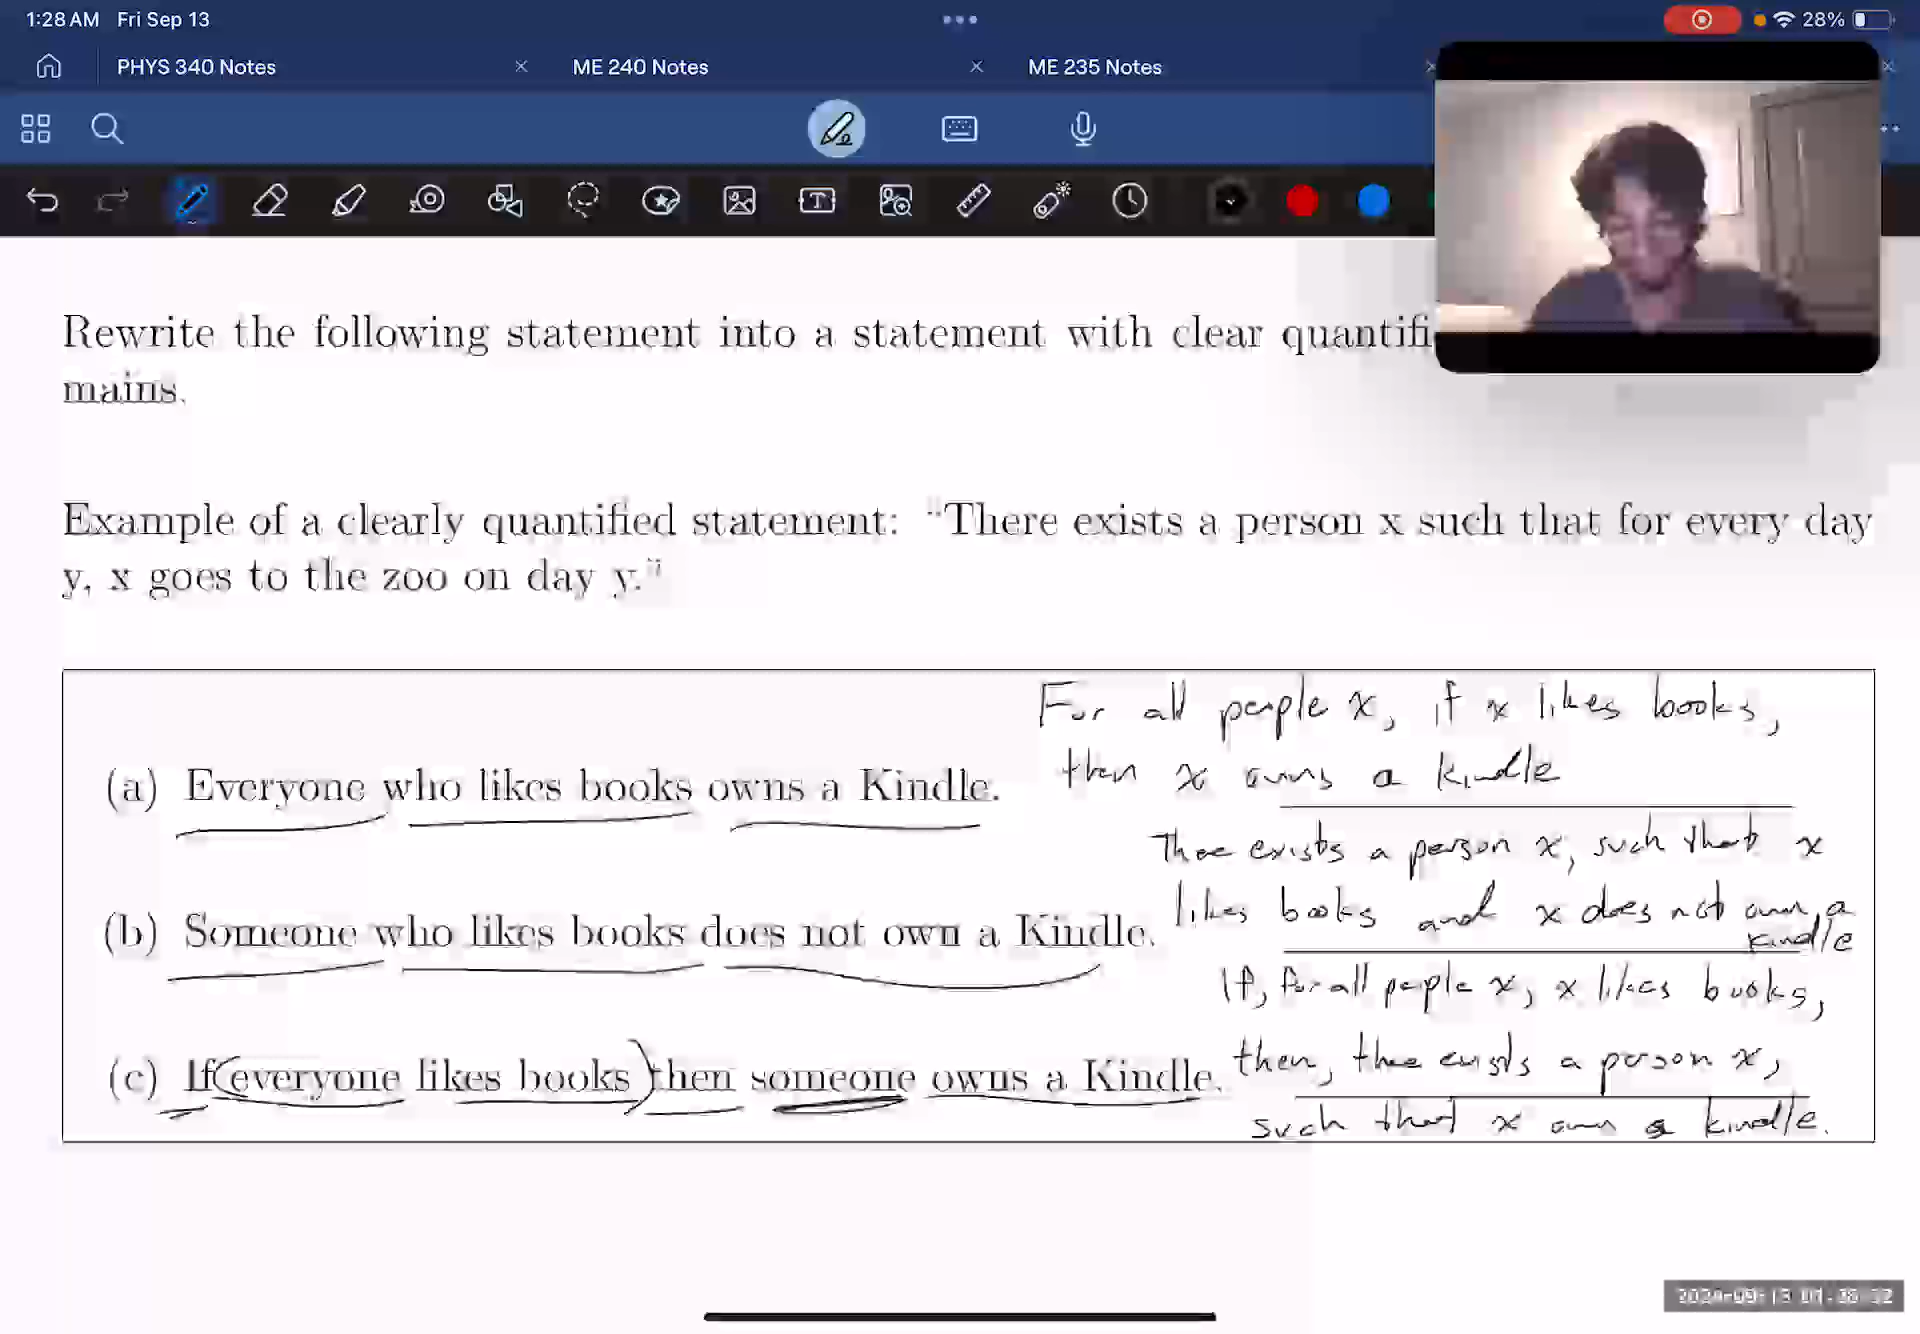 1:28 AM Fri Sep 13
28%
PHYS 340 Notes
ME 240 Notes
ME 235 Notes
Rewrite the following statement into a statement with clear quantifi
mains.
Example of a clearly quantified statement: "There exists a person x such that for every day
y, x goes to the zoo on day y."
For all people x, if x likes books,
then x owns a kindle
(a) Everyone who likes books owns a Kindle.
There exists a person x, such that x
likes books and x does not own a
kindle
(b) Someone who likes books does not own a Kindle.
If, for all people x, x likes books,
then, there exists a person x,
such that x own a kindle.
(c) If (everyone likes books) then someone owns a Kindle.